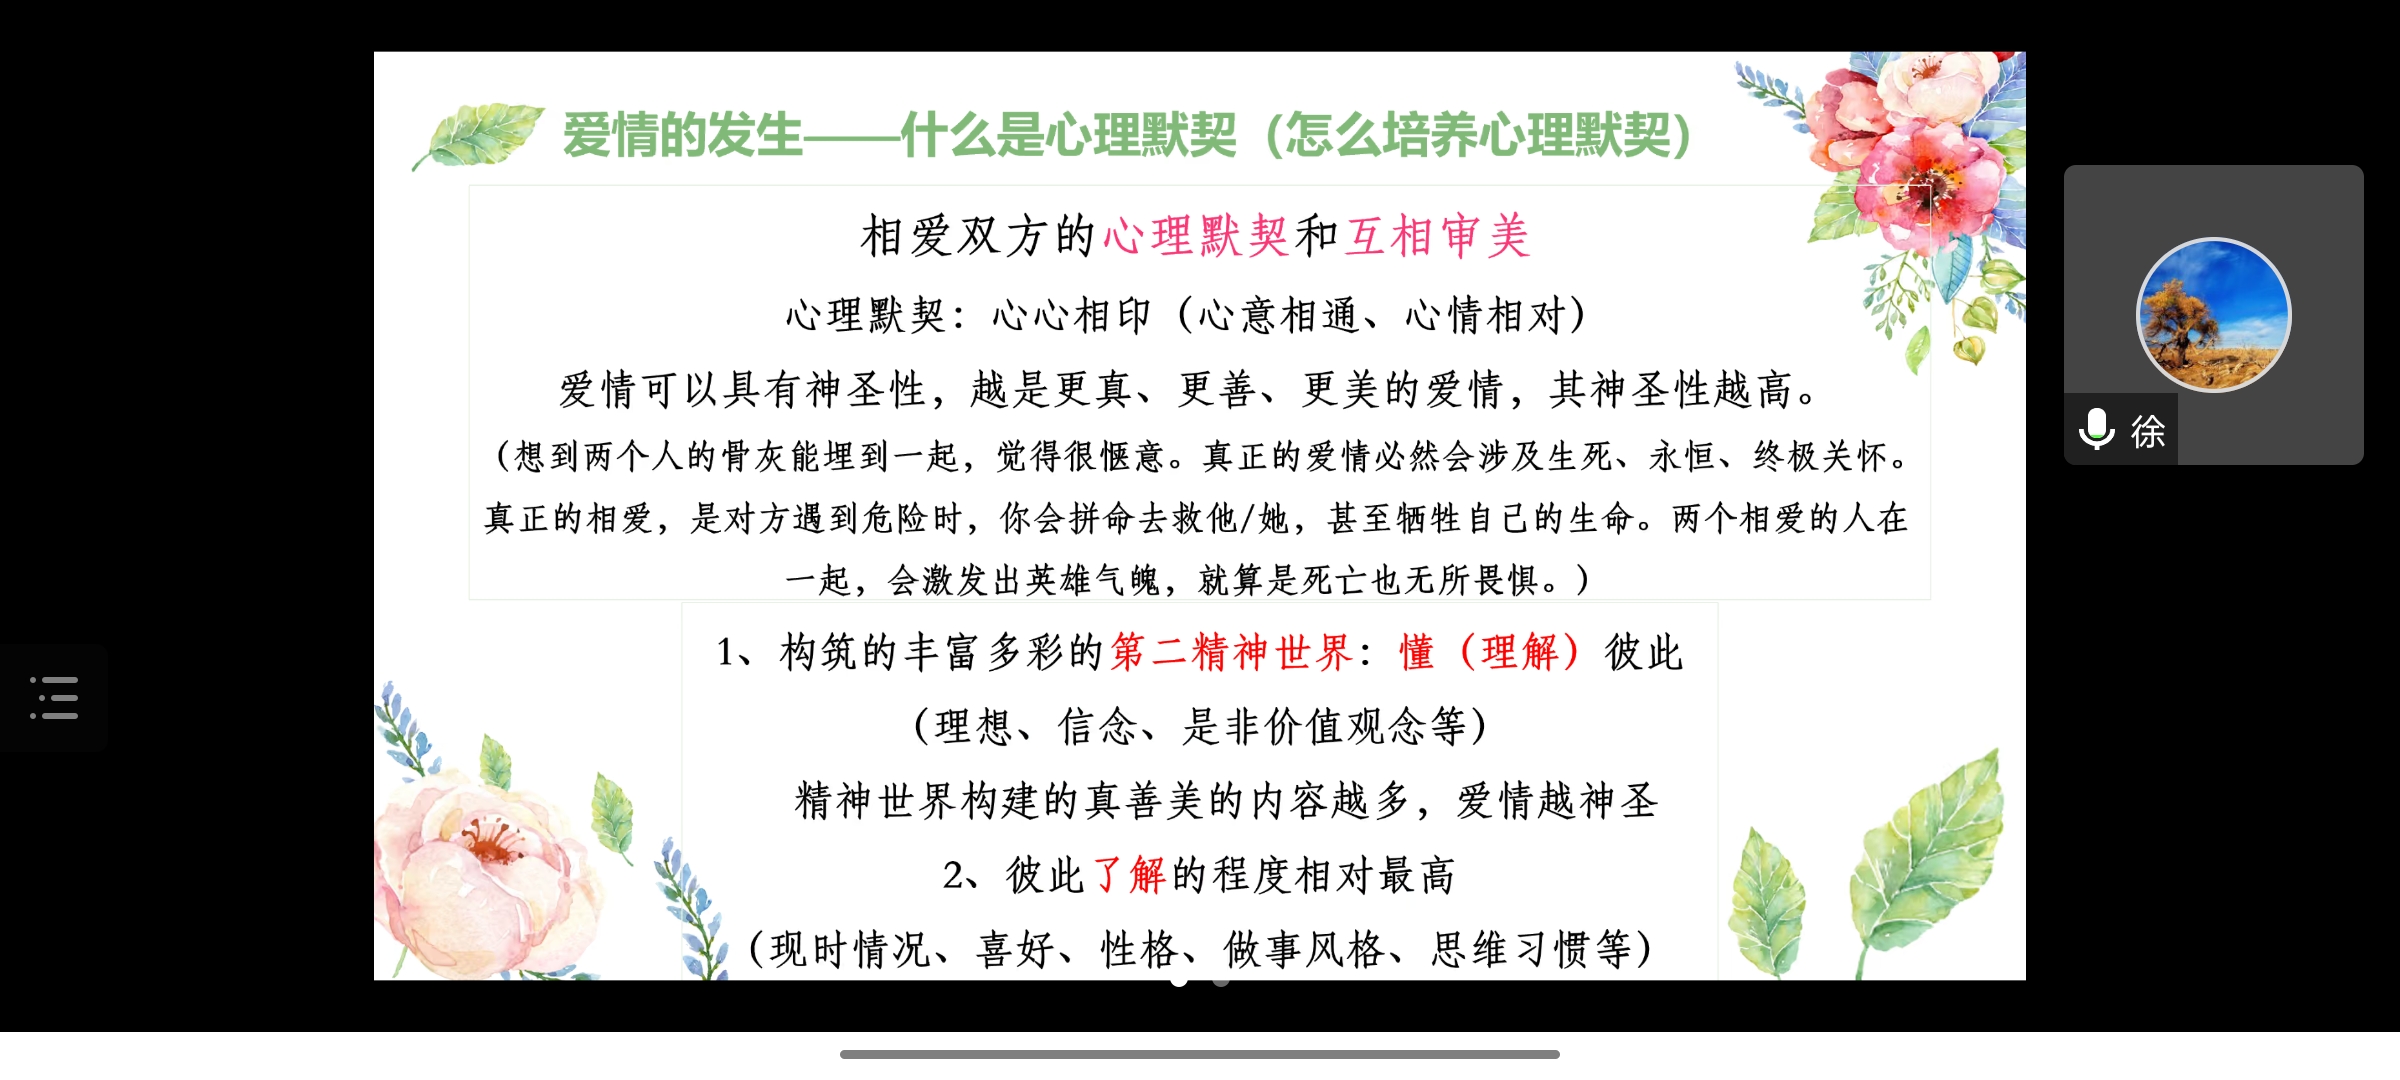 爱情的发生——什么是心理默契（怎么培养心理默契）
相爱双方的心理默契和互相审美
心理默契：心心相印（心意相通、心情相对）
爱情可以具有神圣性，越是更真、更善、更美的爱情，其神圣性越高。
（想到两个人的骨灰能埋到一起，觉得很惬意。真正的爱情必然会涉及生死、永恒、终极关怀。
真正的相爱，是对方遇到危险时，你会拼命去救他/她，甚至牺牲自己的生命。两个相爱的人在
一起，会激发出英雄气魄，就算是死亡也无所畏惧。）
1、构筑的丰富多彩的第二精神世界：懂（理解）彼此
（理想、信念、是非价值观念等）
精神世界构建的真善美的内容越多，爱情越神圣
2、彼此了解的程度相对最高
（现时情况、喜好、性格、做事风格、思维习惯等）
徐